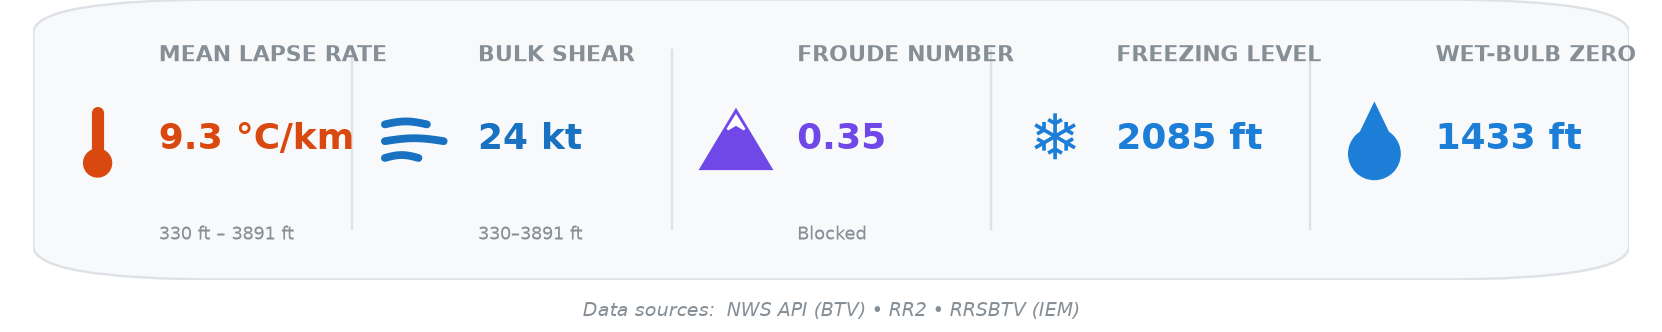 MEAN LAPSE RATE
9.3 °C/km
330 ft – 3891 ft
BULK SHEAR
24 kt
330–3891 ft
FROUDE NUMBER
0.35
Blocked
FREEZING LEVEL
2085 ft
WET-BULB ZERO
1433 ft
Data sources: NWS API (BTV) • RR2 • RRSBTV (IEM)